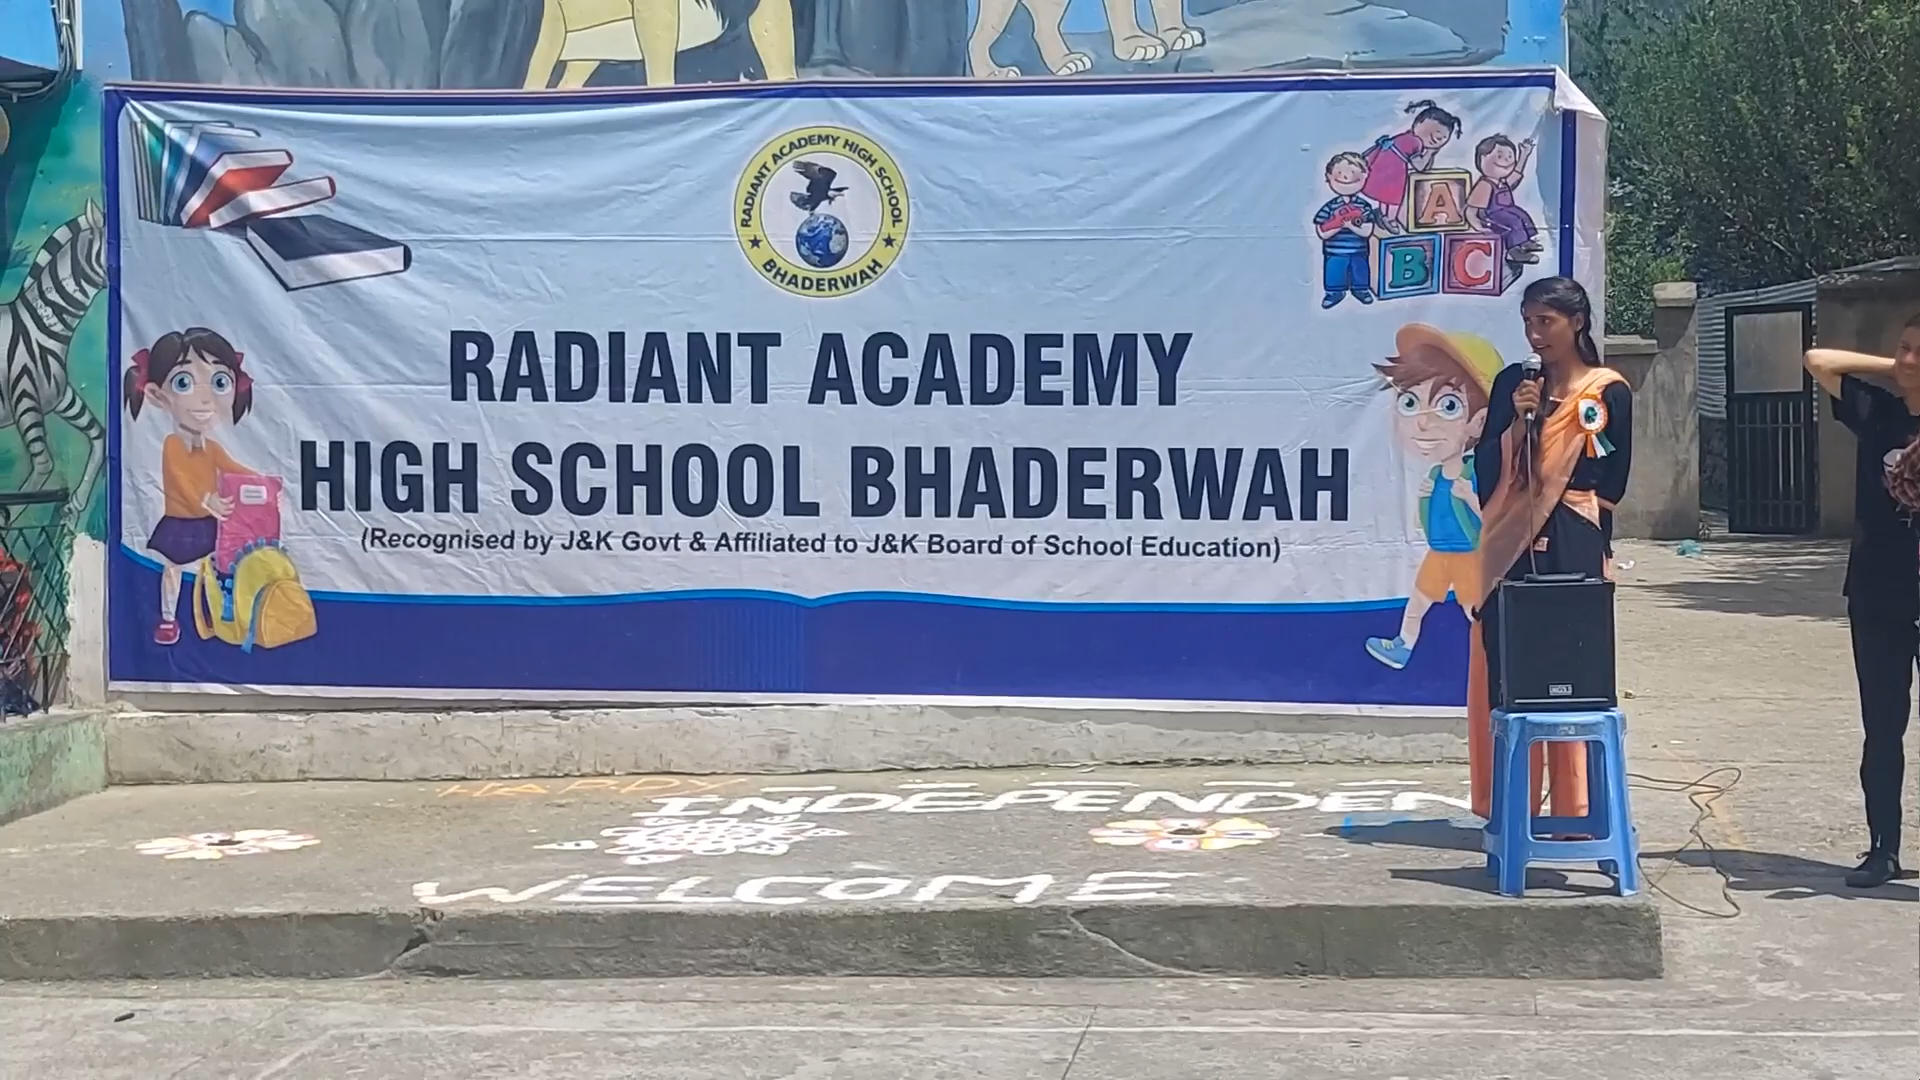 RADIANT ACADEMY HIGH SCHOOL
BHADERWAH
A
B C
RADIANT ACADEMY
HIGH SCHOOL BHADERWAH
(Recognised by J&K Govt & Affiliated to J&K Board of School Education)
HAPPY
INDEPENDEN
WELCOME